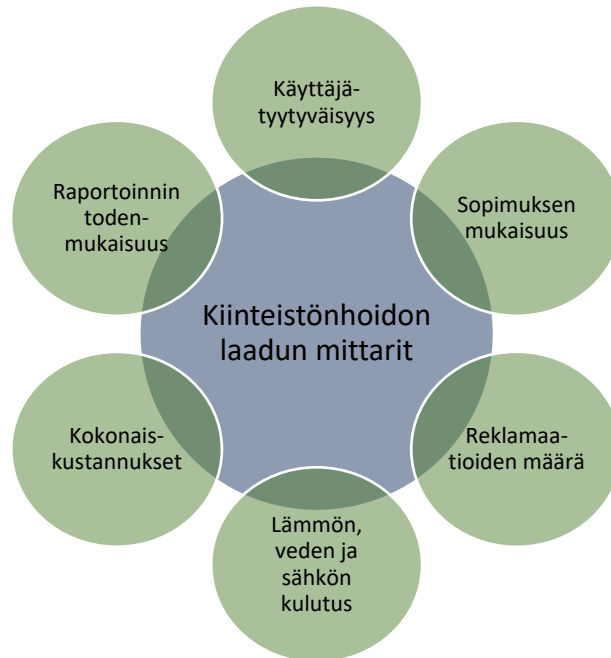 Käyttäjä-
tyytyväisyys
Sopimuksen
mukaisuus
Reklamaa-
tioiden määrä
Lämmön,
veden ja
sähkön
kulutus
Kokonais-
kustannukset
Raportoinnin
toden-
mukaisuus
Kiinteistönhoidon
laadun mittarit